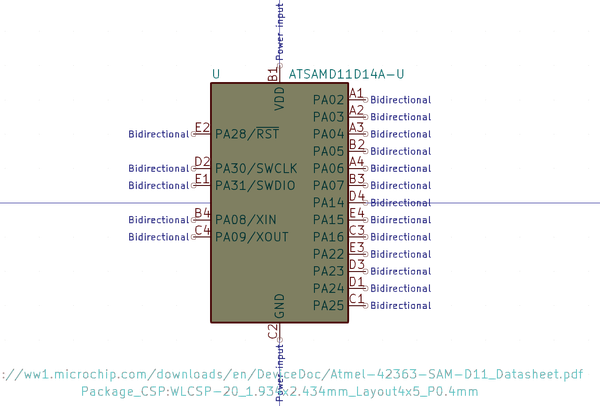 Power input
B1
U ATSAMD11D14A-U
VDD
PA02 A1 Bidirectional
PA03 A2 Bidirectional
Bidirectional E2 PA28/RST PA04 A3 Bidirectional
PA05 B2 Bidirectional
Bidirectional D2 PA30/SWCLK PA06 A4 Bidirectional
Bidirectional E1 PA31/SWDIO PA07 B3 Bidirectional
PA14 D4 Bidirectional
Bidirectional B4 PA08/XIN PA15 E4 Bidirectional
Bidirectional C4 PA09/XOUT PA16 C3 Bidirectional
PA22 E3 Bidirectional
PA23 D3 Bidirectional
PA24 D1 Bidirectional
PA25 C1 Bidirectional
GND
C2
Power input
://ww1.microchip.com/downloads/en/DeviceDoc/Atmel-42363-SAM-D11_Datasheet.pdf
Package_CSP:WLCSP-20_1.934x2.434mm_Layout4x5_P0.4mm